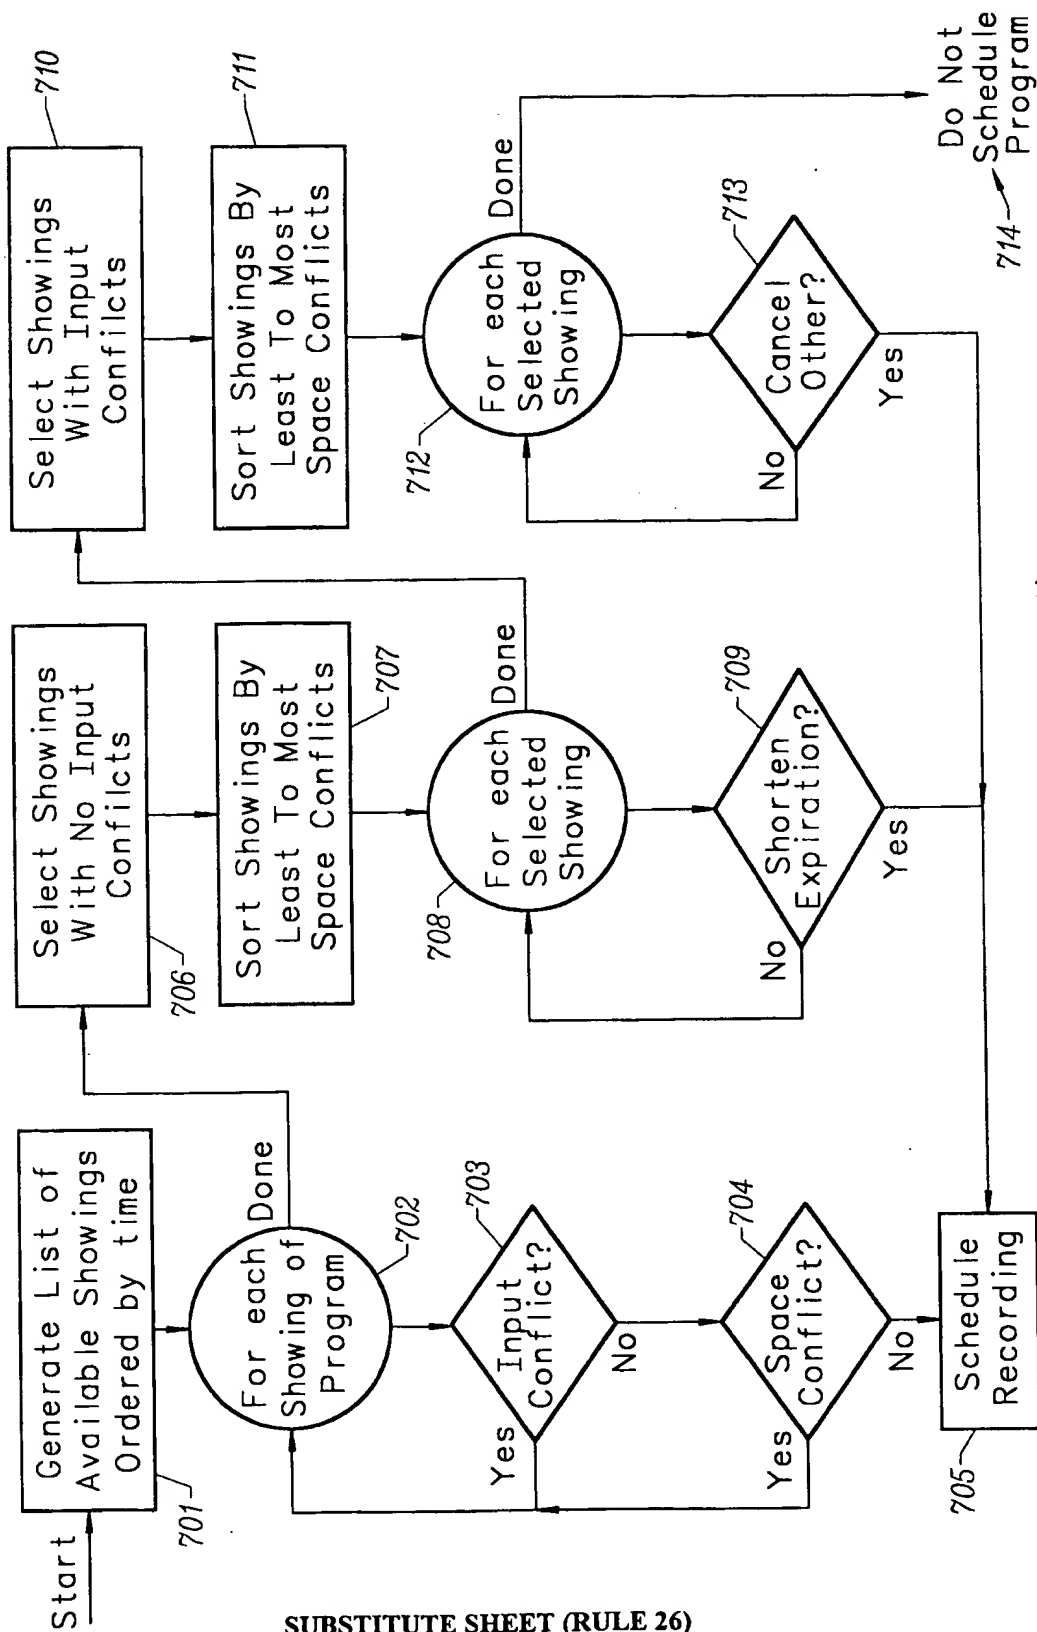 Start
701
Generate List of
Available Showings
Ordered by time
For each
Showing of
Program
Done
702
Input
Conflict?
703
Yes
No
Space
Conflict?
704
Yes
No
705
Schedule
Recording
Select Showings
With No Input
Confilcts
706
Sort Showings By
Least To Most
Space Conflicts
707
For each
Selected
Showing
Done
708
Shorten
Expiration?
709
No
Yes
Select Showings
With Input
Confilcts
710
Sort Showings By
Least To Most
Space Conflicts
711
For each
Selected
Showing
Done
712
Cancel
Other?
713
No
Yes
714
Do Not
Schedule
Program
SUBSTITUTE SHEET (RULE 26)